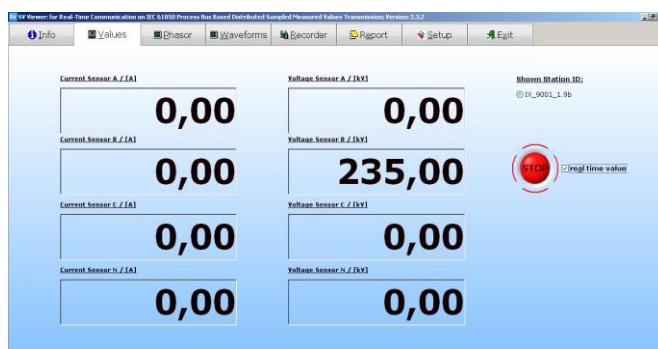 SV Viewer: for Real-Time Communication on IEC 61850 Process Bus Based Distributed Sampled Measured Values Transmission; Version: 2.3.2
Info Values Phasor Waveforms Recorder Report Setup Exit
Current Sensor A / [A] Voltage Sensor A / [kV] Shown Station ID:
IX_9001_1.9b
0,00 0,00
Current Sensor B / [A] Voltage Sensor B / [kV]
0,00 235,00 STOP real time value
Current Sensor C / [A] Voltage Sensor C / [kV]
0,00 0,00
Current Sensor N / [A] Voltage Sensor N / [kV]
0,00 0,00